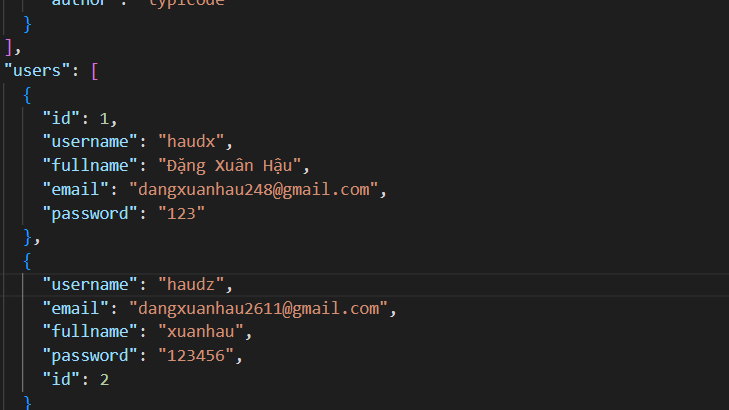 "author": "typicode"
}
],
"users": [
{
"id": 1,
"username": "haudx",
"fullname": "Đặng Xuân Hậu",
"email": "dangxuanhau248@gmail.com",
"password": "123"
},
{
"username": "haudz",
"email": "dangxuanhau2611@gmail.com",
"fullname": "xuanhau",
"password": "123456",
"id": 2
}